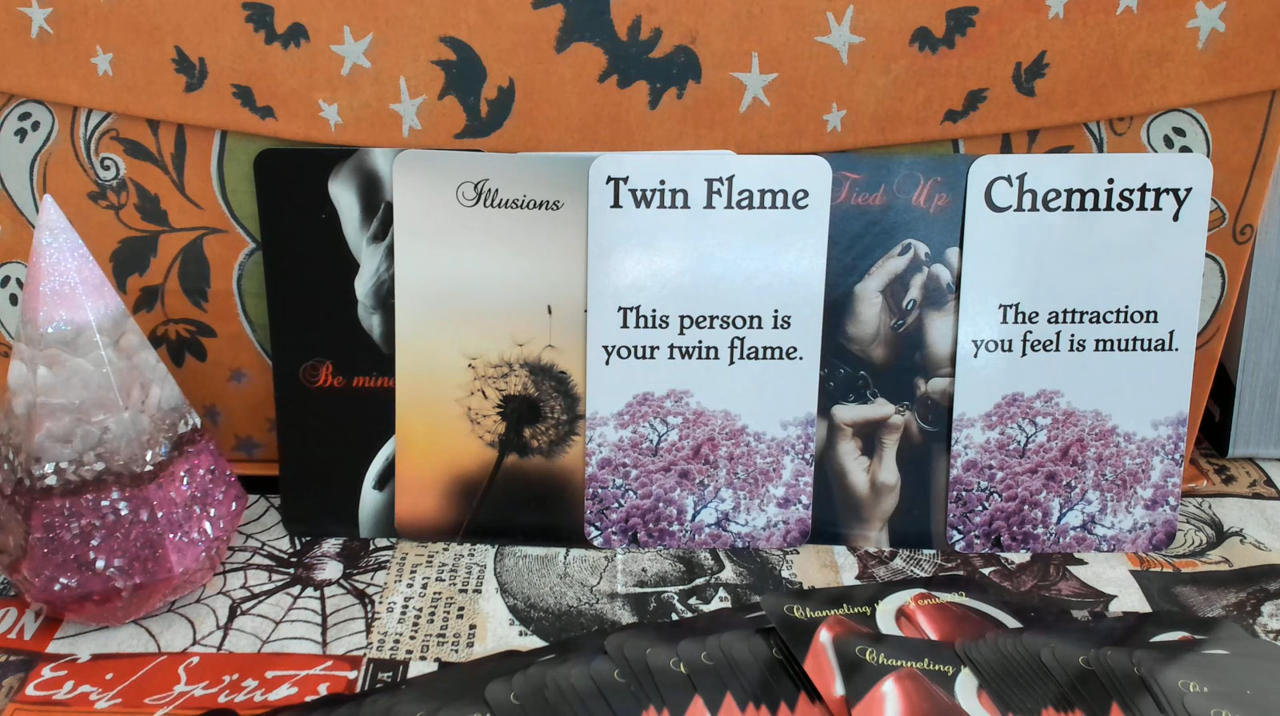 Illusions
Twin Flame
This person is
your twin flame.
Tied Up
Chemistry
The attraction
you feel is mutual.
Be mine
Channeling
Channeling
Evil Spirits